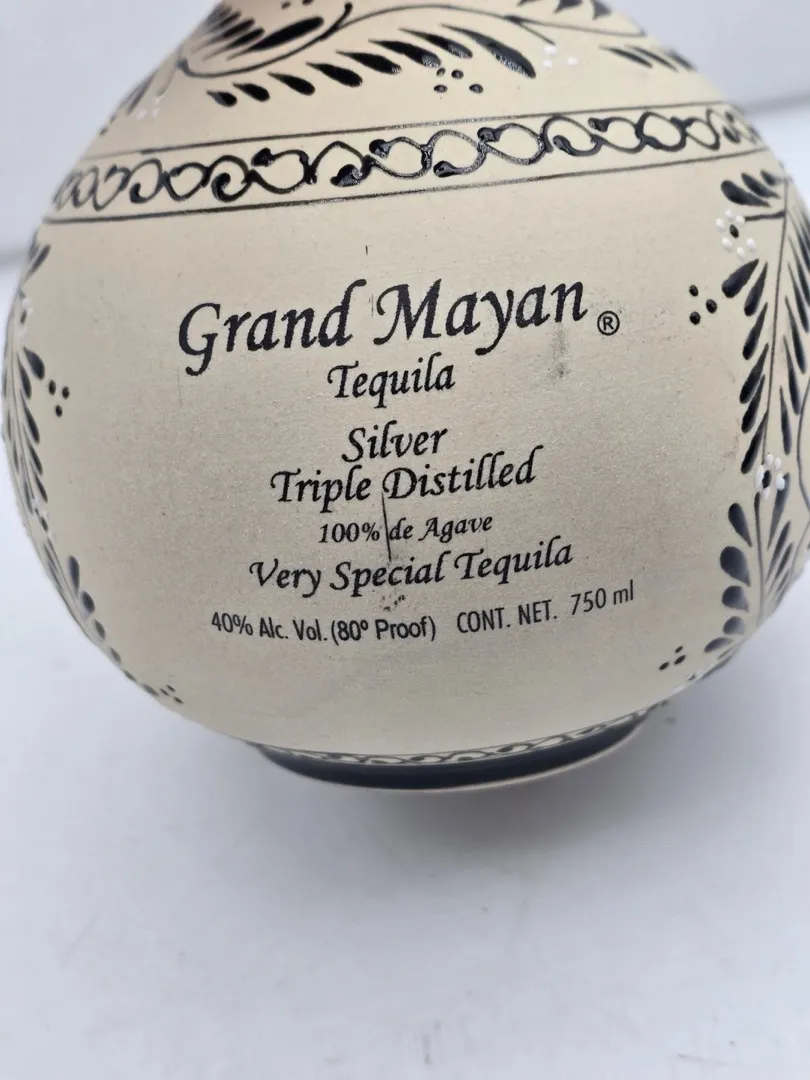 Grand Mayan ®
Tequila
Silver
Triple Distilled
100% de Agave
Very Special Tequila
40% Alc. Vol. (80º Proof) CONT. NET. 750 ml